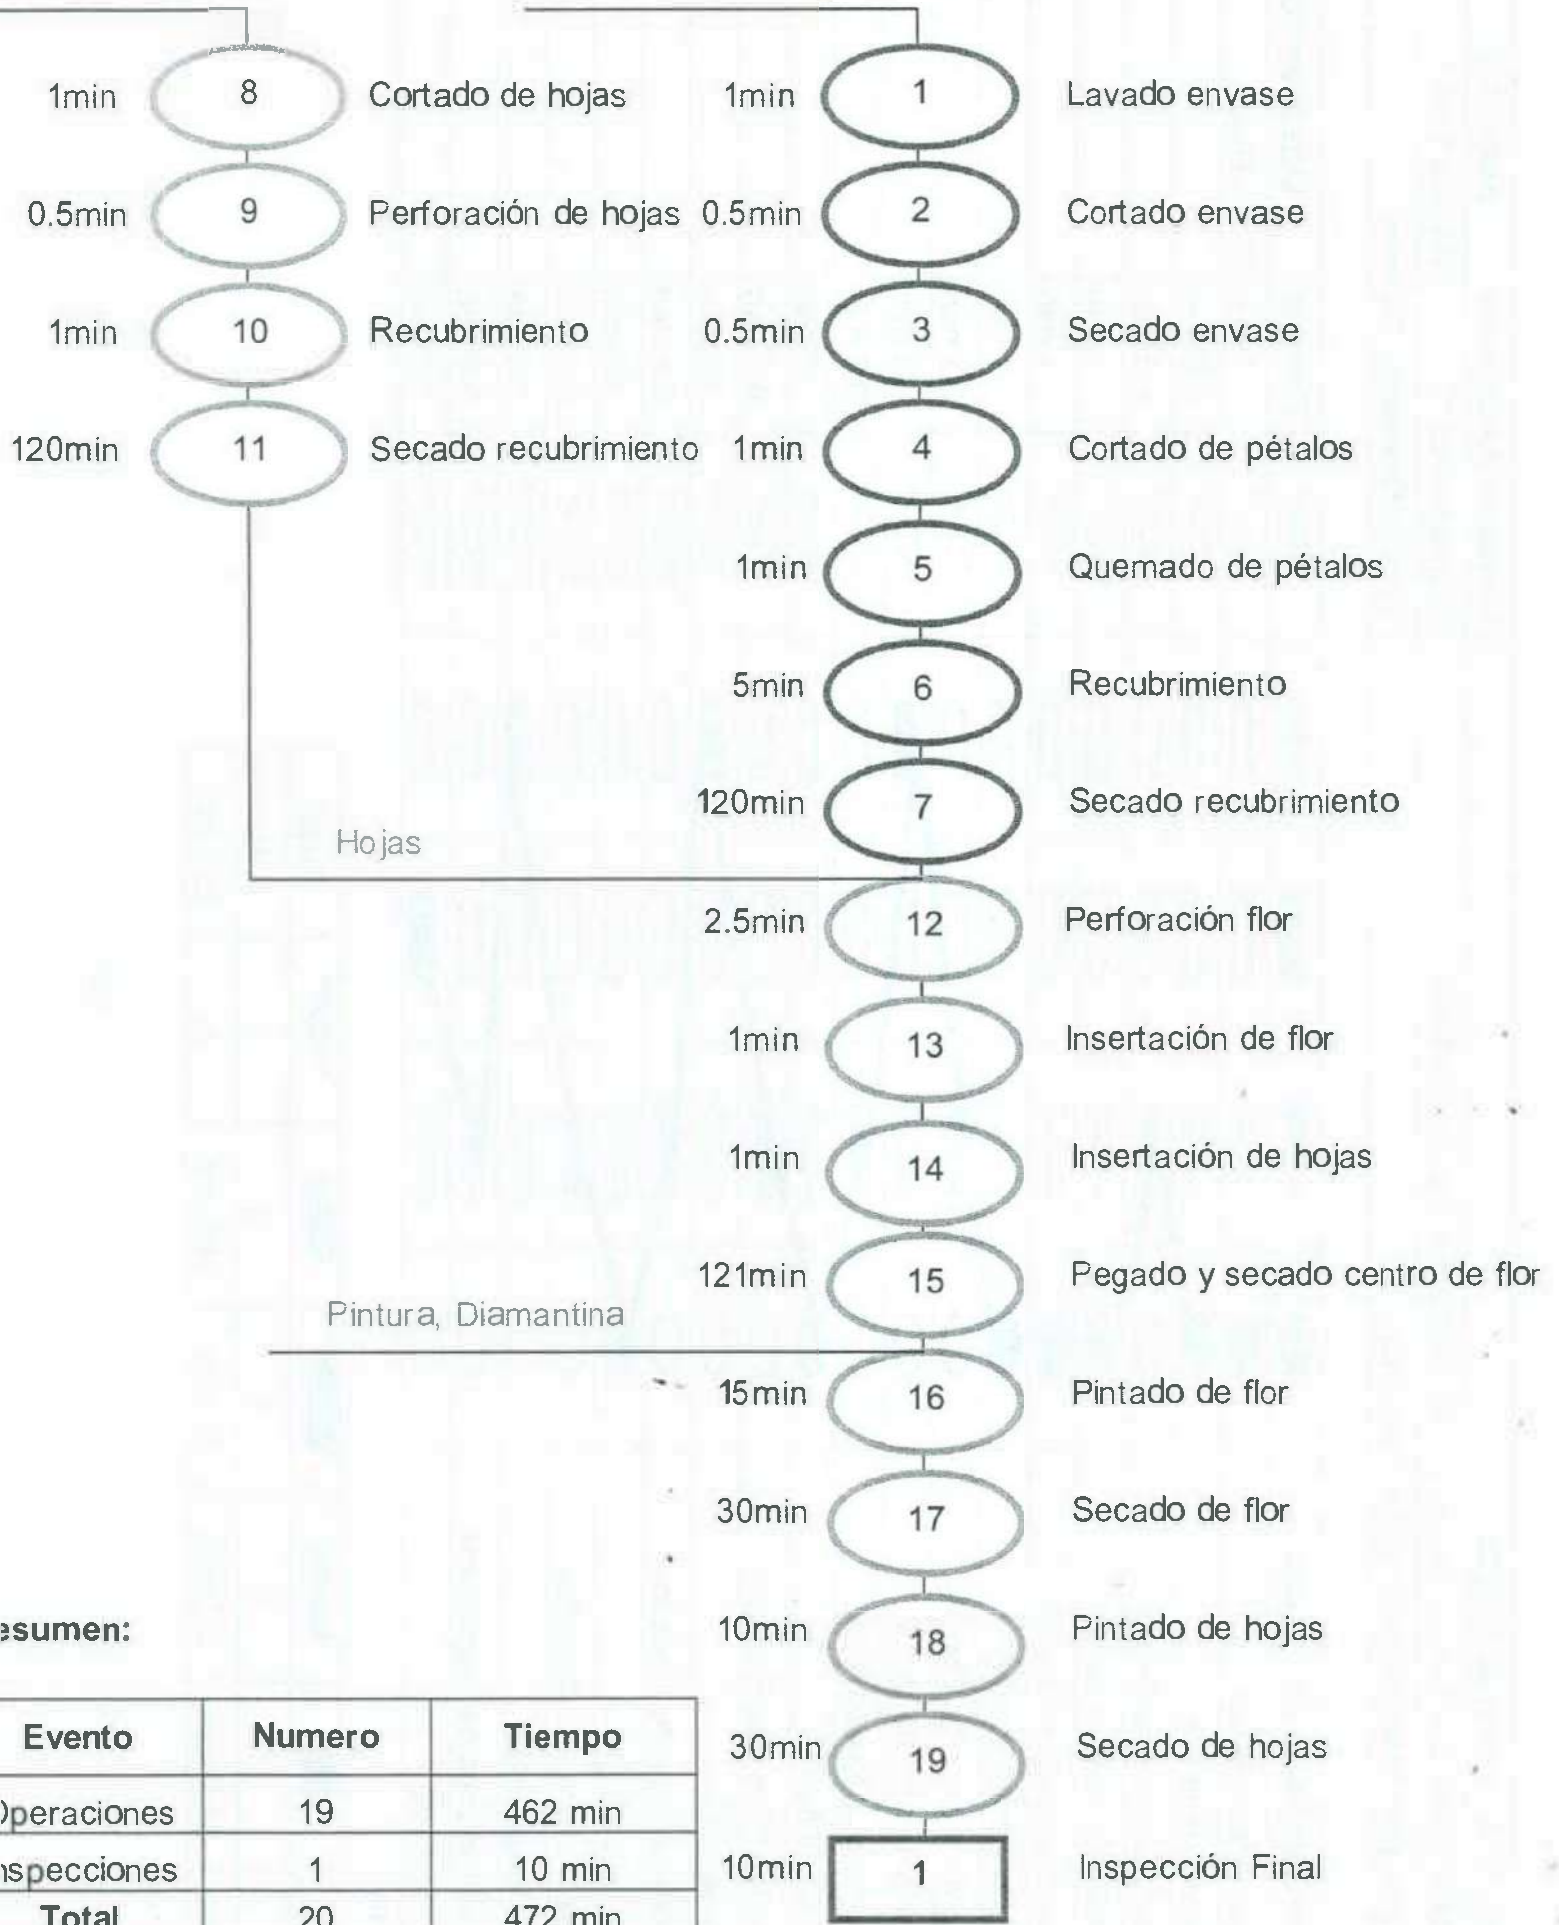 1min 8 Cortado de hojas 1min 1 Lavado envase
0.5min 9 Perforación de hojas 0.5min 2 Cortado envase
1min 10 Recubrimiento 0.5min 3 Secado envase
120min 11 Secado recubrimiento 1min 4 Cortado de pétalos
1min 5 Quemado de pétalos
5min 6 Recubrimiento
120min 7 Secado recubrimiento
Hojas
2.5min 12 Perforación flor
1min 13 Insertación de flor
1min 14 Insertación de hojas
121min 15 Pegado y secado centro de flor
Pintura, Diamantina
15min 16 Pintado de flor
30min 17 Secado de flor
10min 18 Pintado de hojas
esumen:
30min 19 Secado de hojas
Evento Numero Tiempo
Operaciones 19 462 min
nspecciones 1 10 min
10min 1 Inspección Final
Total 20 472 min